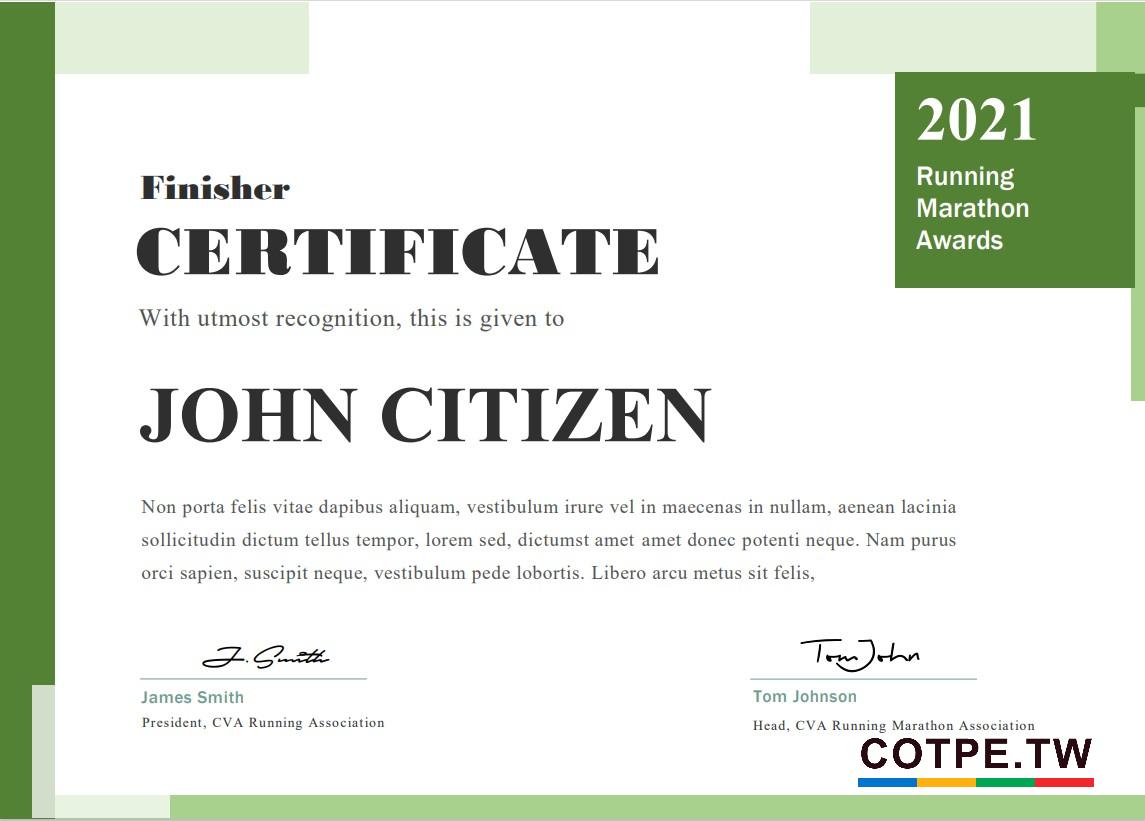 2021
Running
Marathon
Awards
Finisher
CERTIFICATE
With utmost recognition, this is given to
JOHN CITIZEN
Non porta felis vitae dapibus aliquam, vestibulum irure vel in maecenas in nullam, aenean lacinia
sollicitudin dictum tellus tempor, lorem sed, dictumst amet amet donec potenti neque. Nam purus
orci sapien, suscipit neque, vestibulum pede lobortis. Libero arcu metus sit felis,
J. Smith
James Smith
President, CVA Running Association
Tom John
Tom Johnson
Head, CVA Running Marathon Association
COTPE.TW